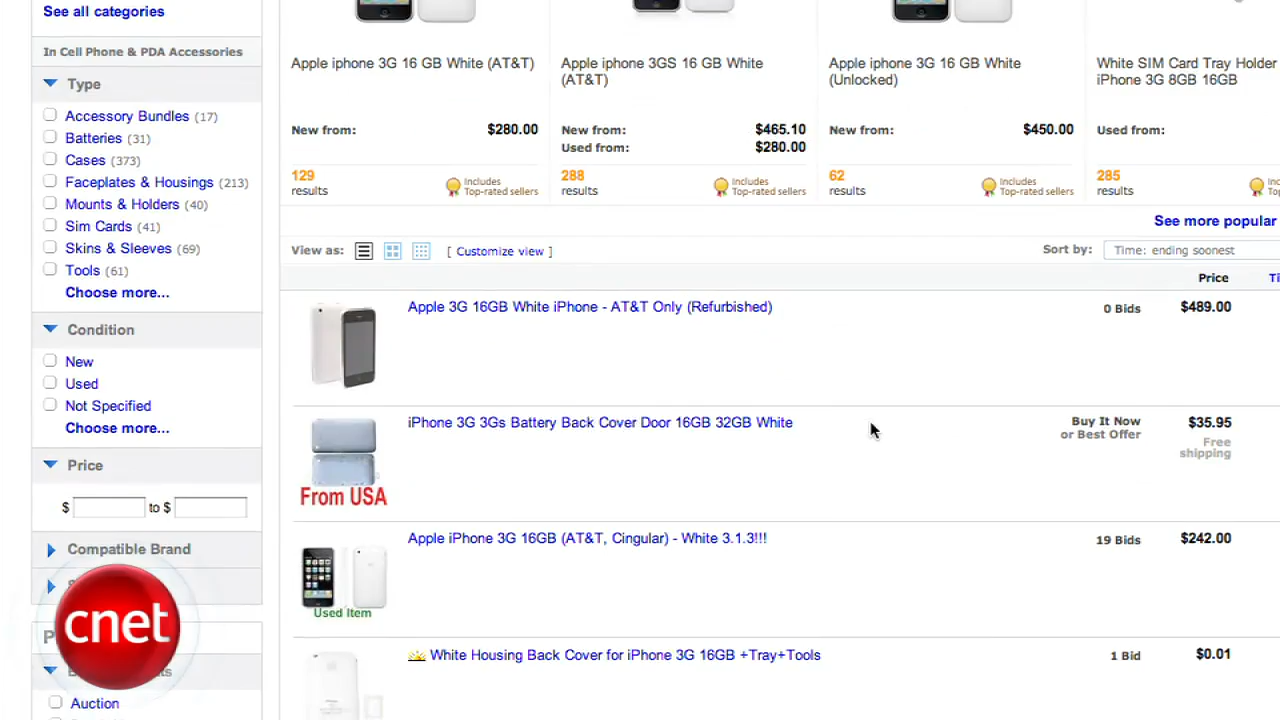 See all categories
In Cell Phone & PDA Accessories
Type
Accessory Bundles (17)
Batteries (31)
Cases (373)
Faceplates & Housings (213)
Mounts & Holders (40)
Sim Cards (41)
Skins & Sleeves (69)
Tools (61)
Choose more...
Condition
New
Used
Not Specified
Choose more...
Price
$ to $
Compatible Brand
cnet
Auction
Apple iphone 3G 16 GB White (AT&T)
New from: $280.00
129
results
Includes
Top-rated sellers
Apple iphone 3GS 16 GB White
(AT&T)
New from: $465.10
Used from: $280.00
288
results
Includes
Top-rated sellers
Apple iphone 3G 16 GB White
(Unlocked)
New from: $450.00
62
results
Includes
Top-rated sellers
White SIM Card Tray Holder
iPhone 3G 8GB 16GB
Used from:
285
results
See more popular
View as: [ Customize view ]
Sort by: Time: ending soonest
Price
Apple 3G 16GB White iPhone - AT&T Only (Refurbished) 0 Bids $489.00
iPhone 3G 3Gs Battery Back Cover Door 16GB 32GB White Buy It Now $35.95
or Best Offer
Free
shipping
From USA
Apple iPhone 3G 16GB (AT&T, Cingular) - White 3.1.3!!! 19 Bids $242.00
Used Item
White Housing Back Cover for iPhone 3G 16GB +Tray+Tools 1 Bid $0.01